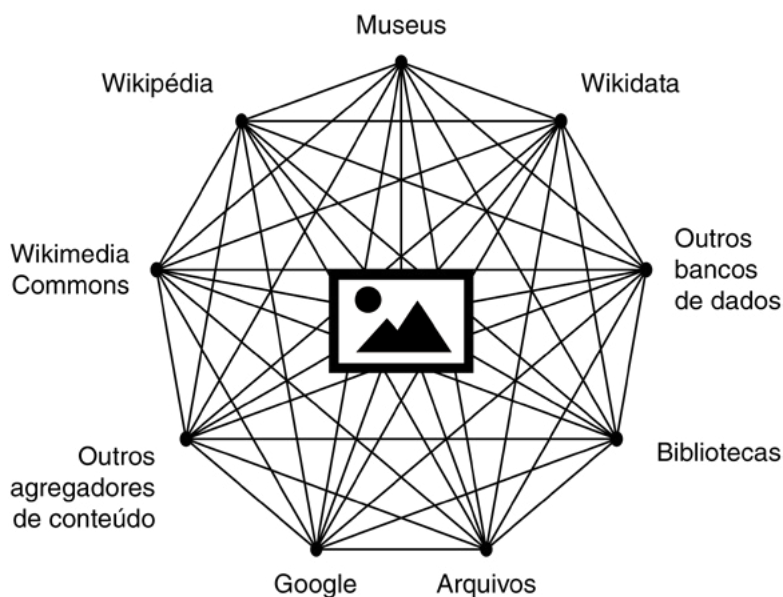 Museus
Wikipédia
Wikidata
Wikimedia
Commons
Outros
bancos
de dados
Outros
agregadores
de conteúdo
Bibliotecas
Google
Arquivos